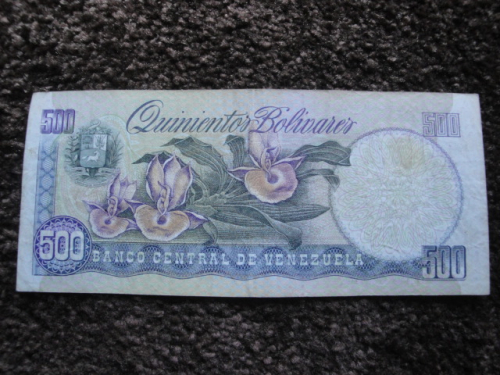 500 Quinientos Bolívares 500
500 BANCO CENTRAL DE VENEZUELA 500